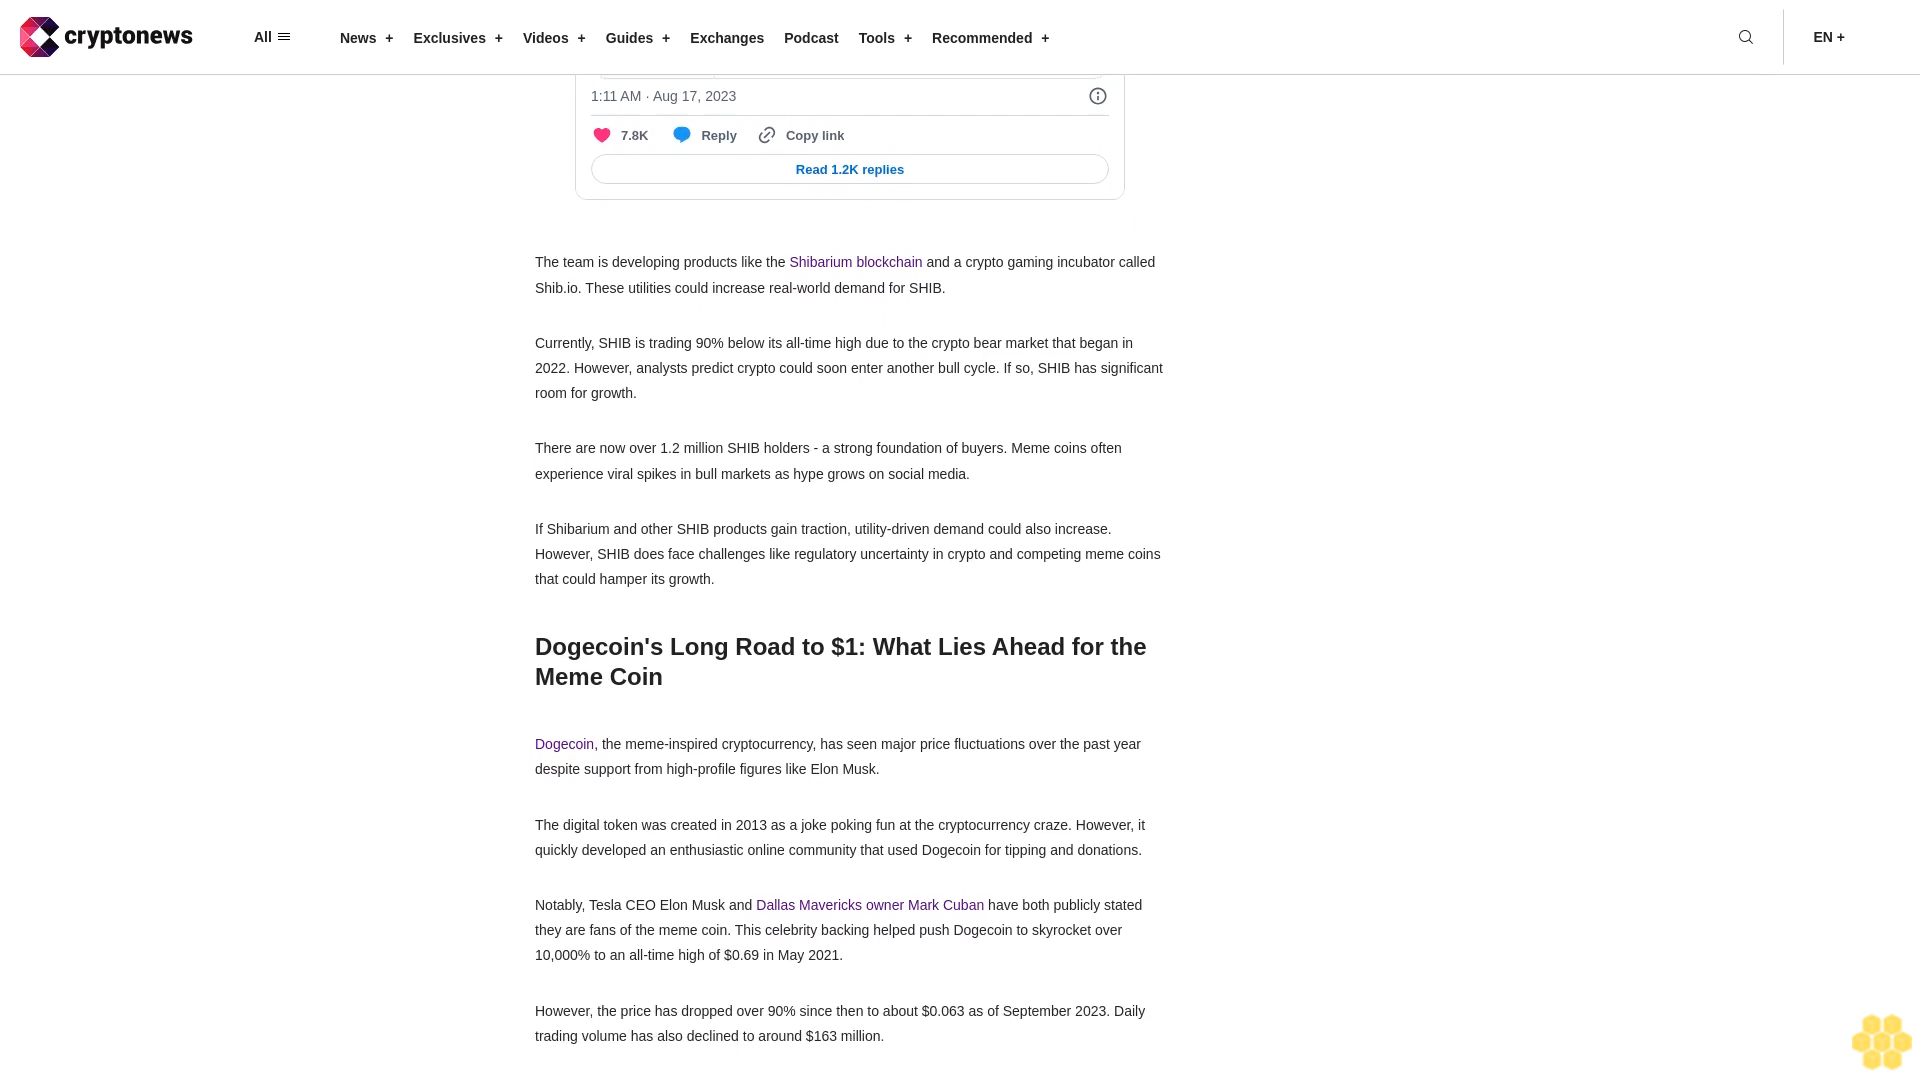 cryptonews
All
News + Exclusives + Videos + Guides + Exchanges Podcast Tools + Recommended +
EN +
1:11 AM · Aug 17, 2023
7.8K Reply Copy link
Read 1.2K replies
The team is developing products like the Shibarium blockchain and a crypto gaming incubator called
Shib.io. These utilities could increase real-world demand for SHIB.
Currently, SHIB is trading 90% below its all-time high due to the crypto bear market that began in
2022. However, analysts predict crypto could soon enter another bull cycle. If so, SHIB has significant
room for growth.
There are now over 1.2 million SHIB holders - a strong foundation of buyers. Meme coins often
experience viral spikes in bull markets as hype grows on social media.
If Shibarium and other SHIB products gain traction, utility-driven demand could also increase.
However, SHIB does face challenges like regulatory uncertainty in crypto and competing meme coins
that could hamper its growth.
Dogecoin's Long Road to $1: What Lies Ahead for the
Meme Coin
Dogecoin, the meme-inspired cryptocurrency, has seen major price fluctuations over the past year
despite support from high-profile figures like Elon Musk.
The digital token was created in 2013 as a joke poking fun at the cryptocurrency craze. However, it
quickly developed an enthusiastic online community that used Dogecoin for tipping and donations.
Notably, Tesla CEO Elon Musk and Dallas Mavericks owner Mark Cuban have both publicly stated
they are fans of the meme coin. This celebrity backing helped push Dogecoin to skyrocket over
10,000% to an all-time high of $0.69 in May 2021.
However, the price has dropped over 90% since then to about $0.063 as of September 2023. Daily
trading volume has also declined to around $163 million.